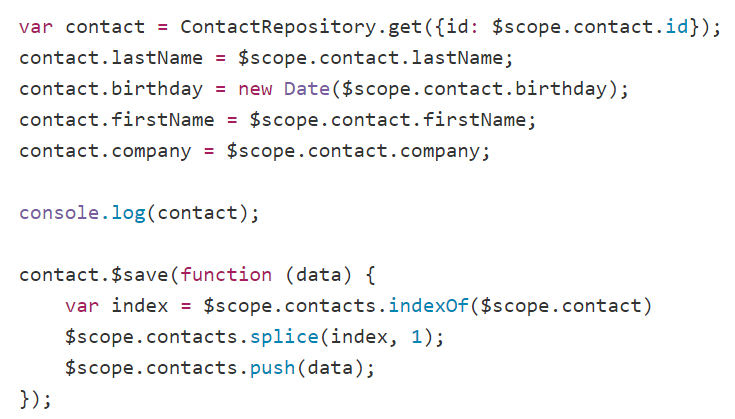 var contact = ContactRepository.get({id: $scope.contact.id});
contact.lastName = $scope.contact.lastName;
contact.birthday = new Date($scope.contact.birthday);
contact.firstName = $scope.contact.firstName;
contact.company = $scope.contact.company;

console.log(contact);

contact.$save(function (data) {
    var index = $scope.contacts.indexOf($scope.contact)
    $scope.contacts.splice(index, 1);
    $scope.contacts.push(data);
});